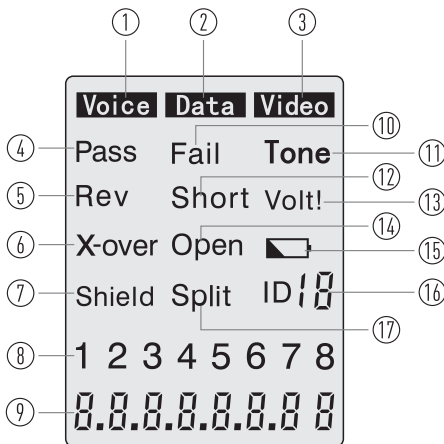 ① ② ③
Voice Data Video
④ Pass Fail ⑩ Tone ⑪
⑤ Rev Short ⑫ Volt! ⑬
⑥ X-over Open ⑭ ⑮
⑦ Shield Split ID18 ⑯
⑰
⑧ 1 2 3 4 5 6 7 8
⑨ 8.8.8.8.8.8.8 8